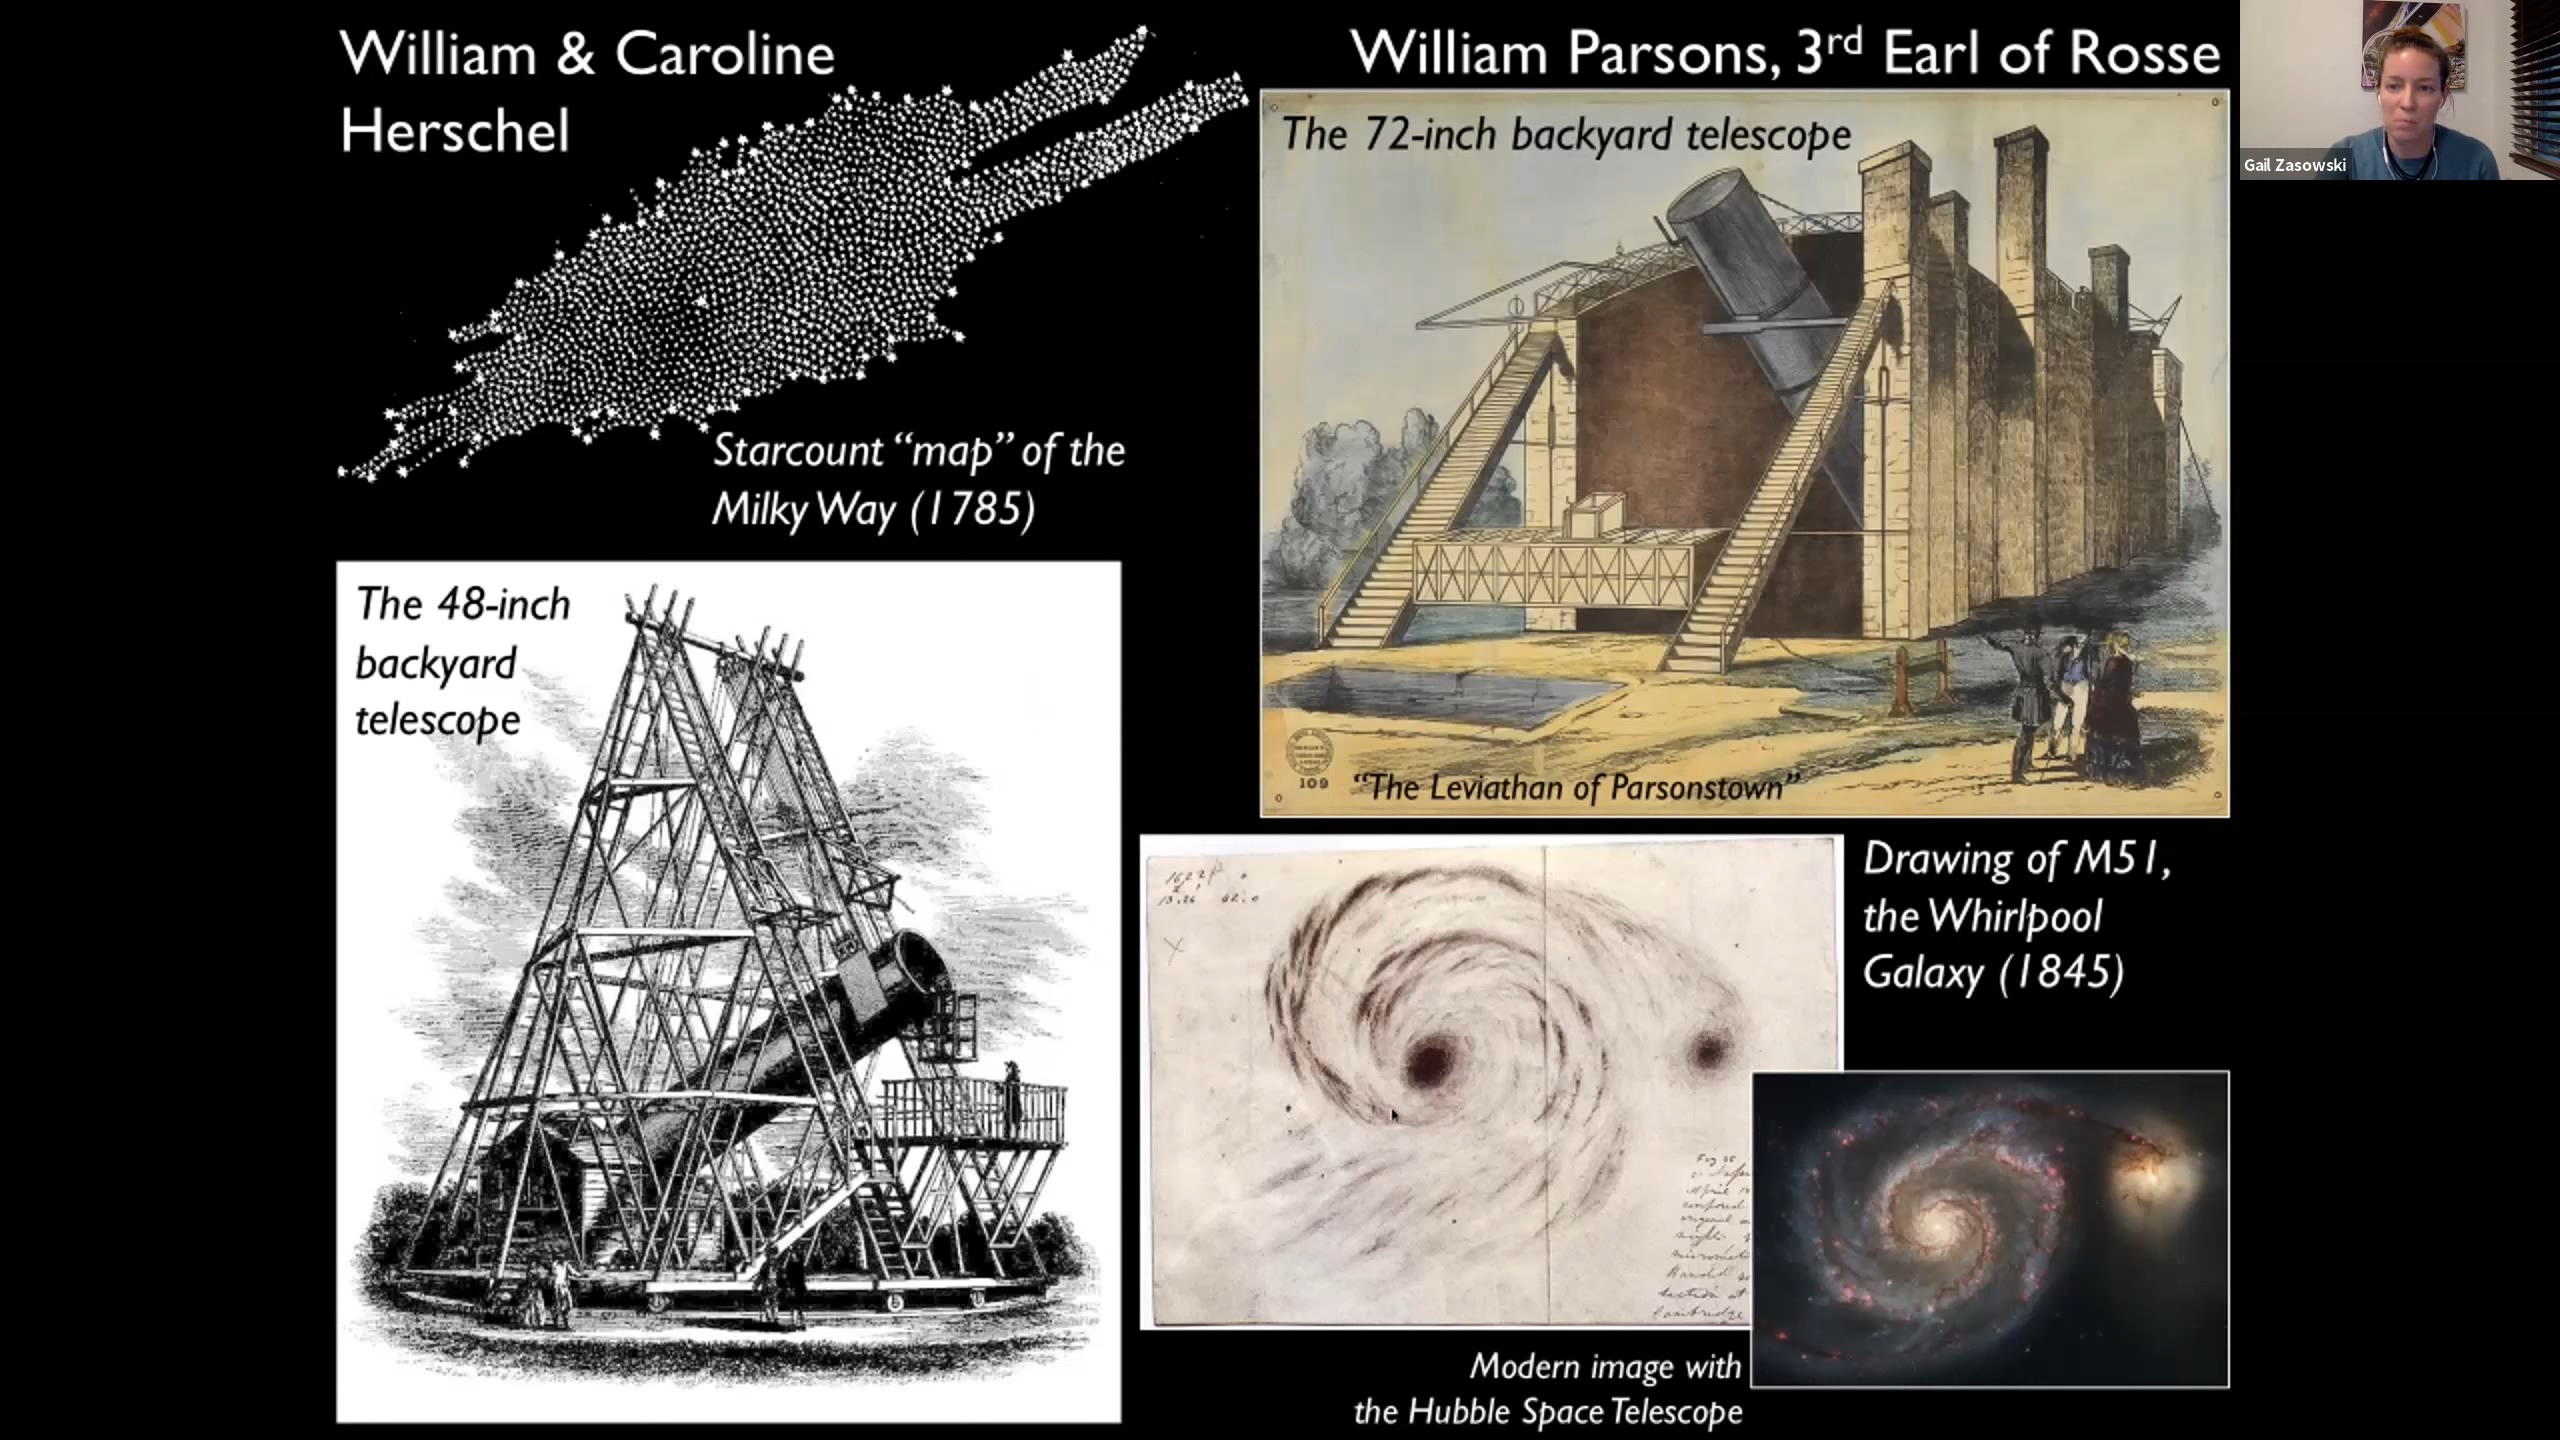 William & Caroline
Herschel
Starcount “map” of the
Milky Way (1785)
The 48-inch
backyard
telescope
William Parsons, 3rd Earl of Rosse
The 72-inch backyard telescope
109
“The Leviathan of Parsonstown”
Drawing of M51,
the Whirlpool
Galaxy (1845)
Modern image with
the Hubble Space Telescope
Gail Zasowski